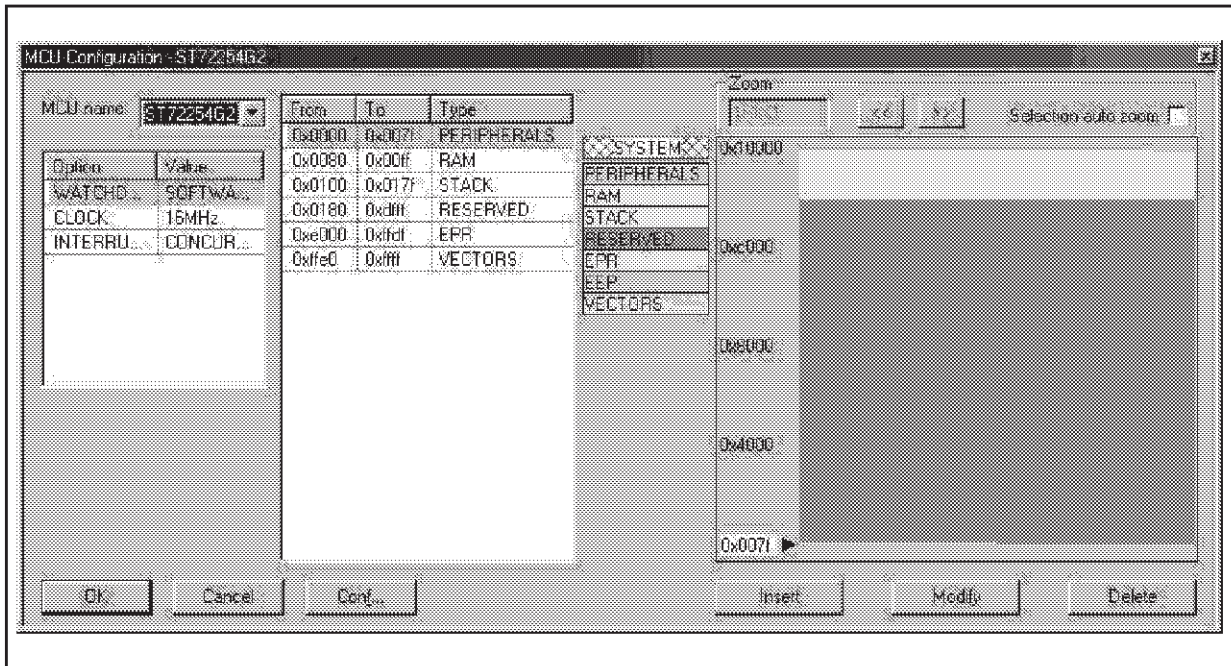 MCU Configuration - ST72254G2
MCU name
ST72254G2
Option Value
WATCHD... SOFTWA...
CLOCK 16MHz
INTERRU... CONCUR...
From To Type
0x0000 0x007f PERIPHERALS
0x0080 0x00ff RAM
0x0100 0x017f STACK
0x0180 0xdfff RESERVED
0xe000 0xffdf EPR
0xffe0 0xffff VECTORS
SYSTEM
PERIPHERALS
RAM
STACK
RESERVED
EPR
EEP
VECTORS
Zoom
<< >> Selection auto zoom
0x10000
0xc000
0x8000
0x4000
0x007f
OK Cancel Conf... Insert Modify Delete